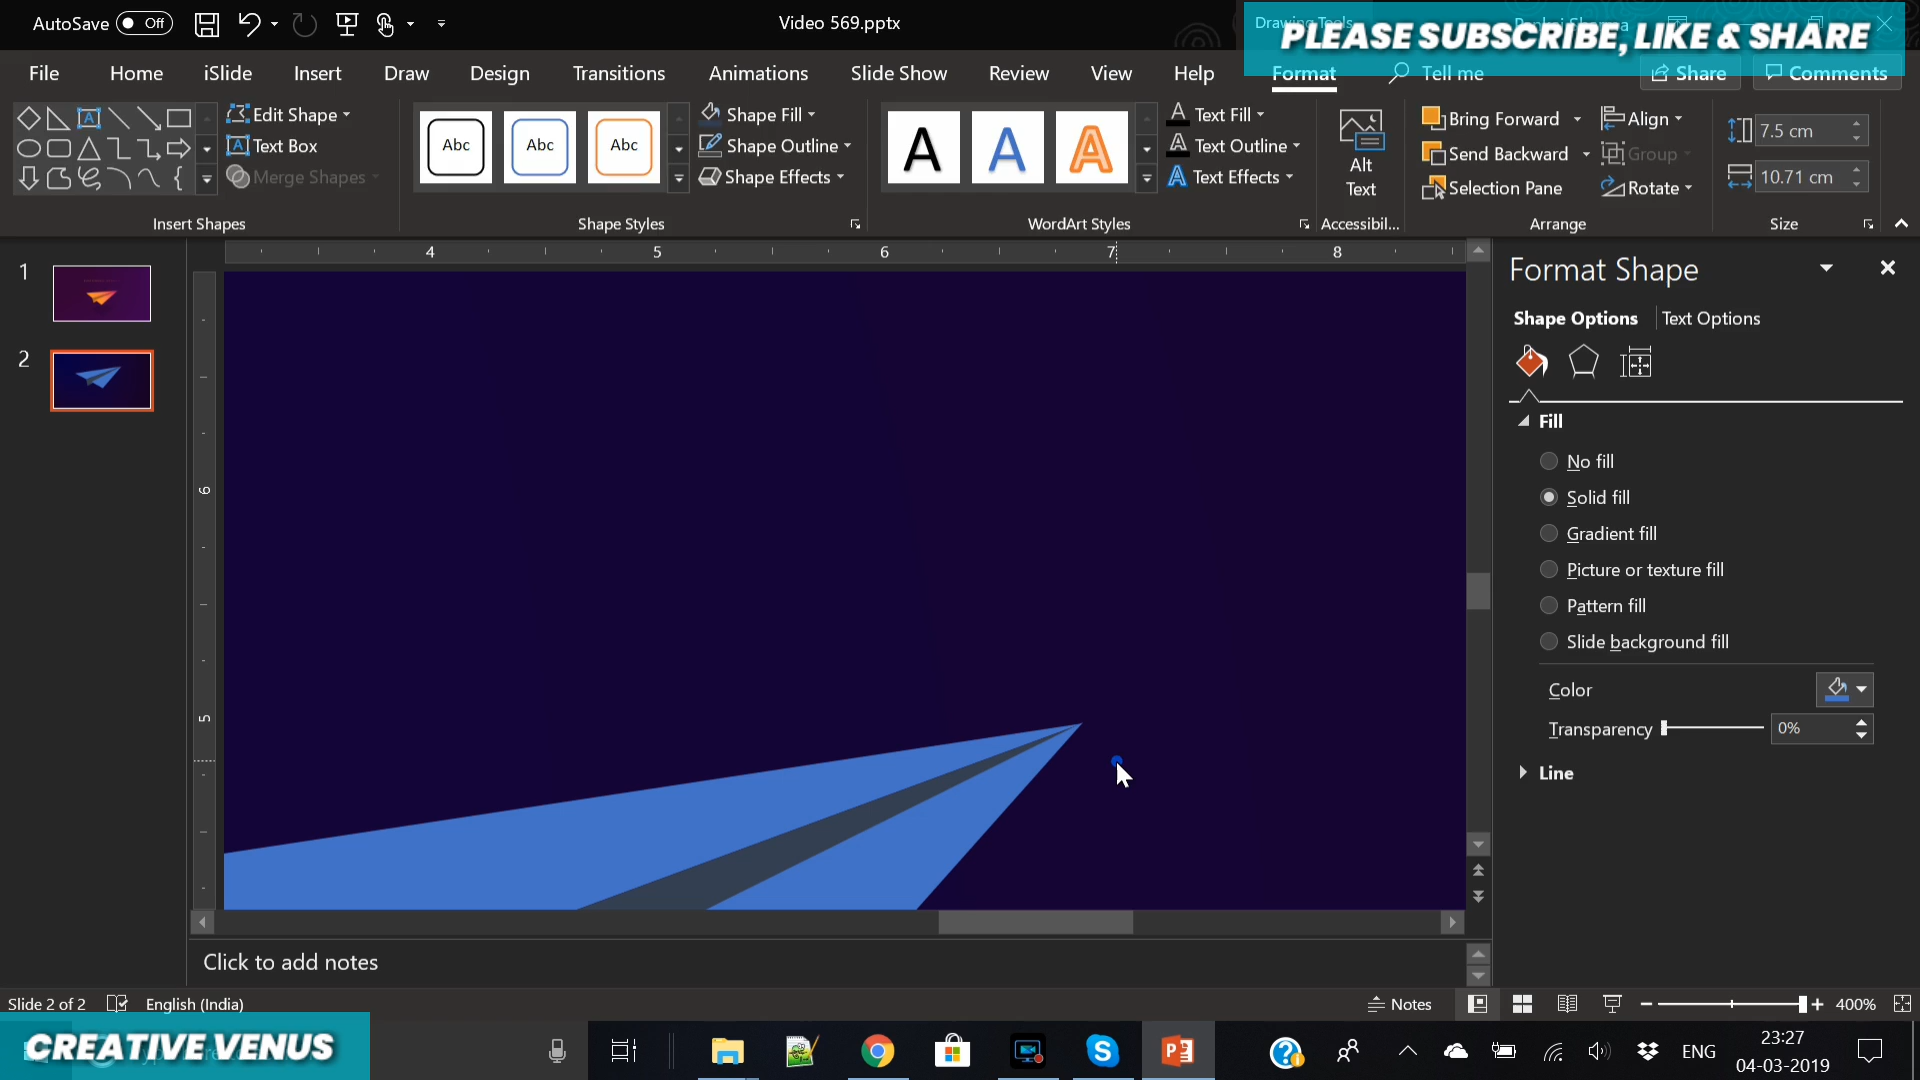 AutoSave Off
Video 569.pptx
Drawing Tools
PLEASE SUBSCRIBE, LIKE & SHARE
File Home iSlide Insert Draw Design Transitions Animations Slide Show Review View Help Format Tell me Share Comments
Edit Shape
Text Box
Merge Shapes
Insert Shapes
Abc Abc Abc
Shape Fill
Shape Outline
Shape Effects
Shape Styles
A A A
Text Fill
Text Outline
Text Effects
WordArt Styles
Alt
Text
Accessibil...
Bring Forward
Send Backward
Selection Pane
Align
Group
Rotate
Arrange
7.5 cm
10.71 cm
Size
1
2
4 5 6 7 8
6
5
Format Shape
Shape Options Text Options
Fill
No fill
Solid fill
Gradient fill
Picture or texture fill
Pattern fill
Slide background fill
Color
Transparency 0%
Line
Click to add notes
Slide 2 of 2 English (India)
Notes 400%
CREATIVE VENUS
ENG
23:27
04-03-2019